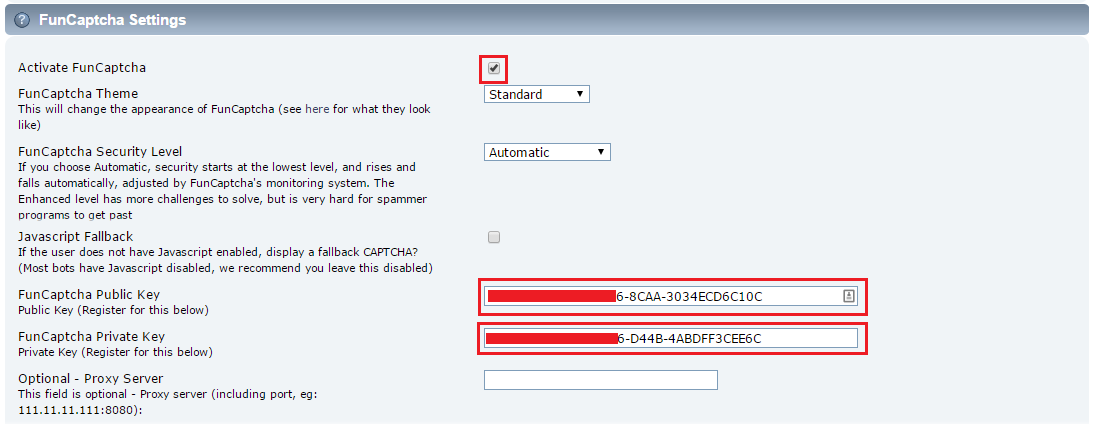 ? FunCaptcha Settings
Activate FunCaptcha
FunCaptcha Theme
Standard
This will change the appearance of FunCaptcha (see here for what they look
like)
FunCaptcha Security Level
Automatic
If you choose Automatic, security starts at the lowest level, and rises and
falls automatically, adjusted by FunCaptcha's monitoring system. The
Enhanced level has more challenges to solve, but is very hard for spammer
programs to get past
Javascript Fallback
If the user does not have Javascript enabled, display a fallback CAPTCHA?
(Most bots have Javascript disabled, we recommend you leave this disabled)
FunCaptcha Public Key
6-8CAA-3034ECD6C10C
Public Key (Register for this below)
FunCaptcha Private Key
6-D44B-4ABDFF3CEE6C
Private Key (Register for this below)
Optional - Proxy Server
This field is optional - Proxy server (including port, eg:
111.11.11.111:8080):